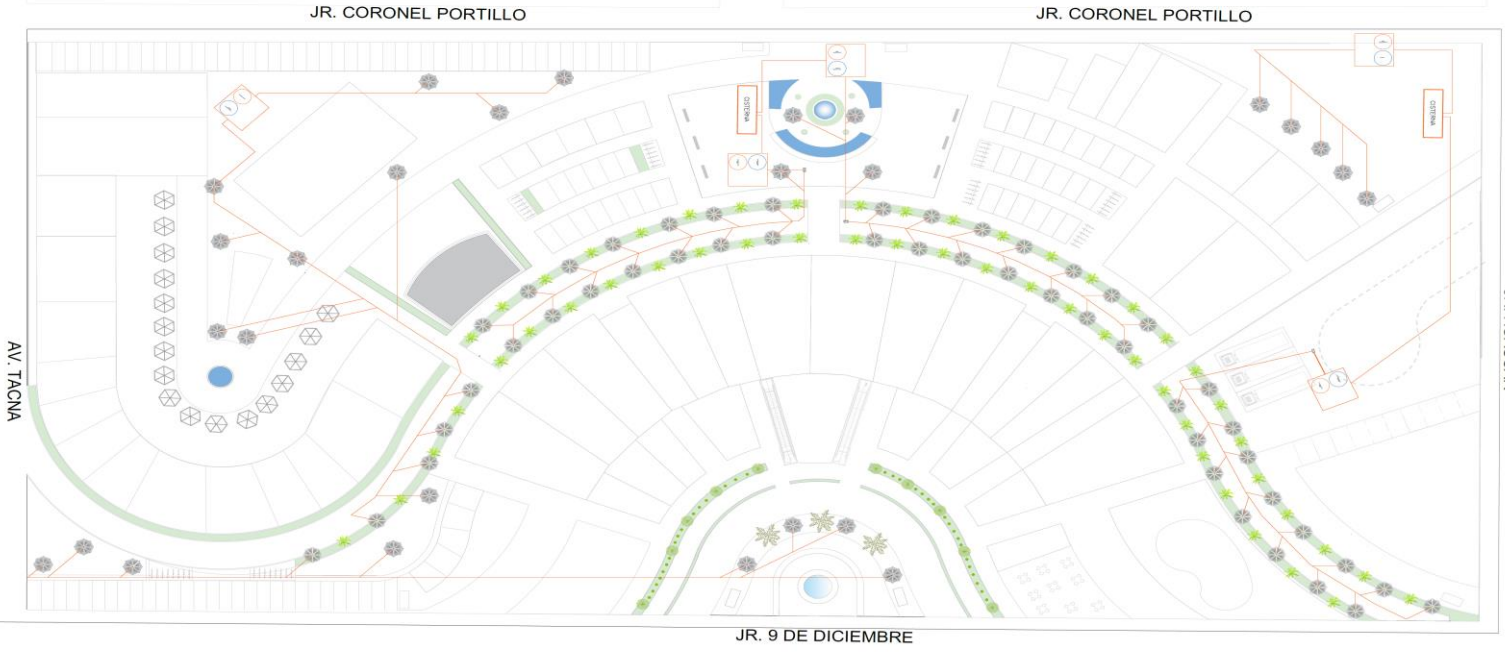 JR. CORONEL PORTILLO
JR. CORONEL PORTILLO
CISTERNA
CISTERNA
AV. TACNA
JR. 9 DE DICIEMBRE